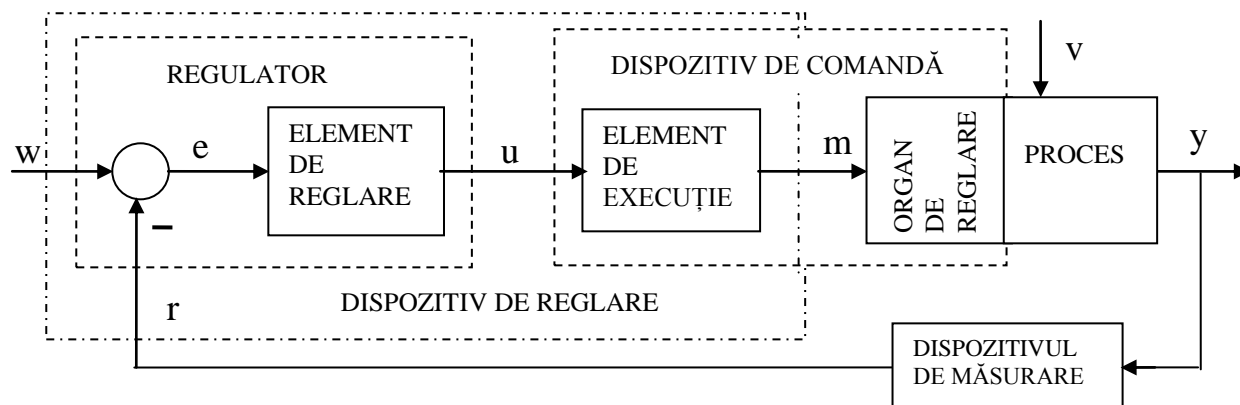 REGULATOR
DISPOZITIV DE COMANDĂ
v
w
e
ELEMENT
DE
REGLARE
u
ELEMENT
DE
EXECUȚIE
m
ORGAN
DE
REGLARE
PROCES
y
−
r
DISPOZITIV DE REGLARE
DISPOZITIVUL
DE MĂSURARE